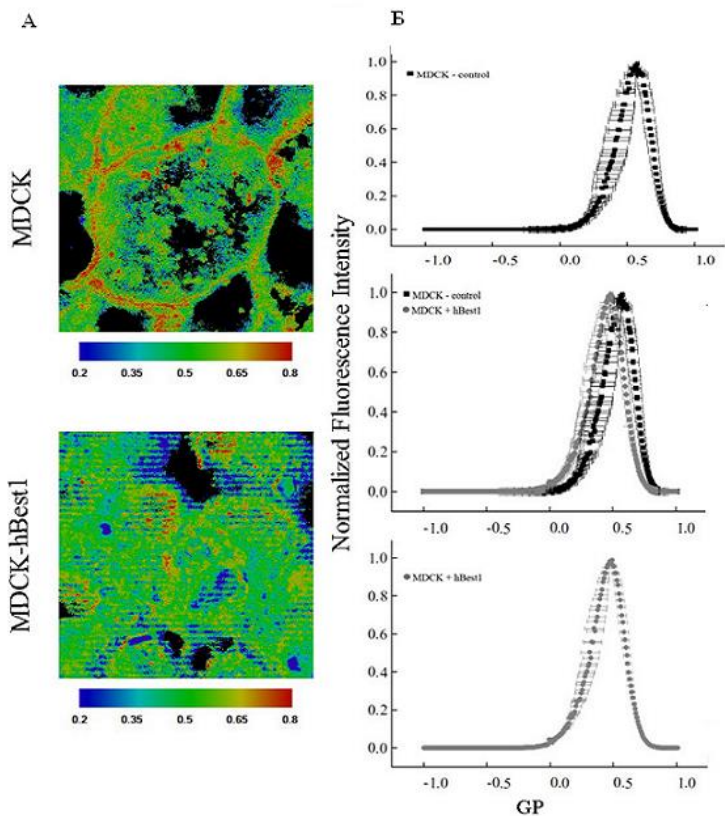 А
Б
MDCK
0.2 0.35 0.5 0.65 0.8
MDCK-hBest1
0.2 0.35 0.5 0.65 0.8
Normalized Fluorescence Intensity
MDCK - control
1.0
0.8
0.6
0.4
0.2
0.0
-1.0 -0.5 0.0 0.5 1.0
MDCK - control
MDCK + hBest1
1.0
0.8
0.6
0.4
0.2
0.0
-1.0 -0.5 0.0 0.5 1.0
MDCK + hBest1
1.0
0.8
0.6
0.4
0.2
0.0
-1.0 -0.5 0.0 0.5 1.0
GP